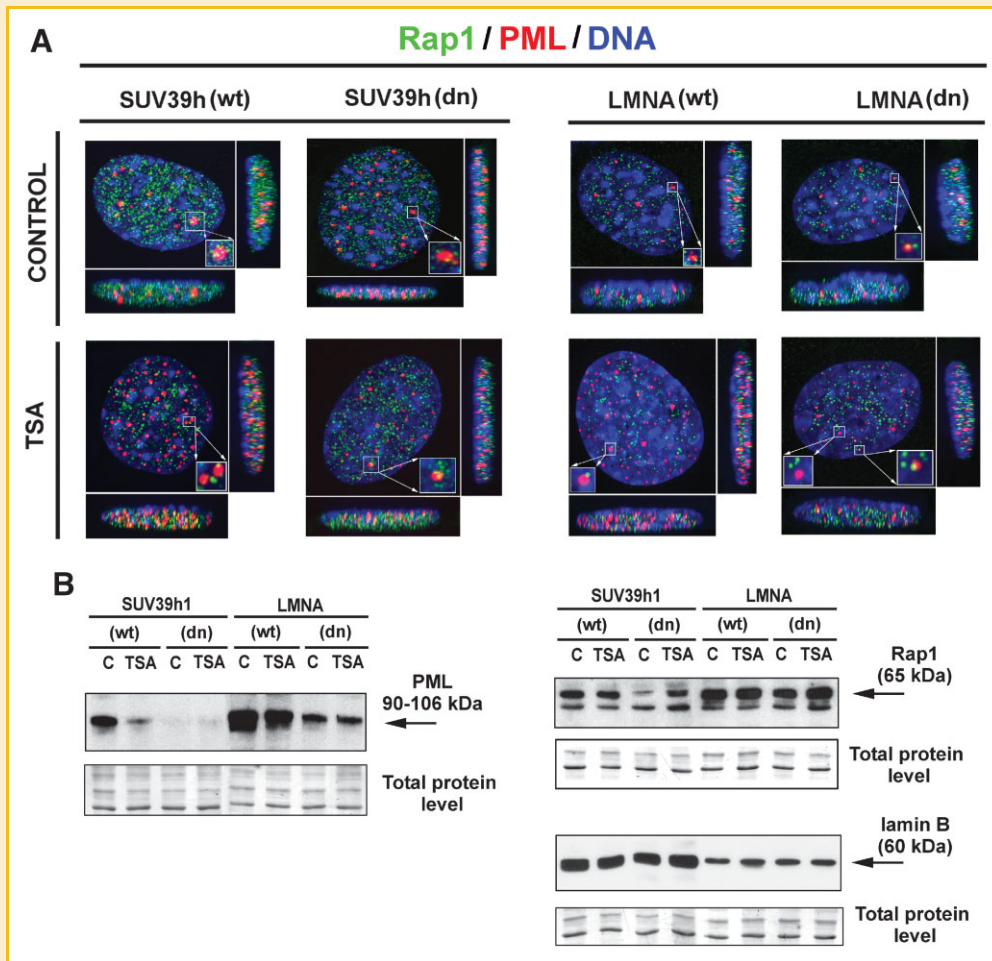 A
Rap1 / PML / DNA
SUV39h (wt)
SUV39h (dn)
LMNA (wt)
LMNA (dn)
CONTROL
TSA
B
SUV39h1
LMNA
(wt)
(dn)
(wt)
(dn)
C TSA C TSA C TSA C TSA
PML
90-106 kDa
Total protein
level
SUV39h1
LMNA
(wt)
(dn)
(wt)
(dn)
C TSA C TSA C TSA C TSA
Rap1
(65 kDa)
Total protein
level
lamin B
(60 kDa)
Total protein
level